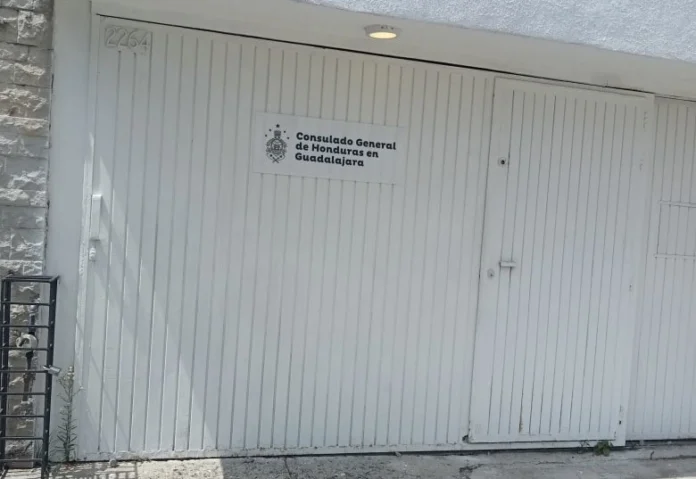 2264
Consulado General
de Honduras en
Guadalajara